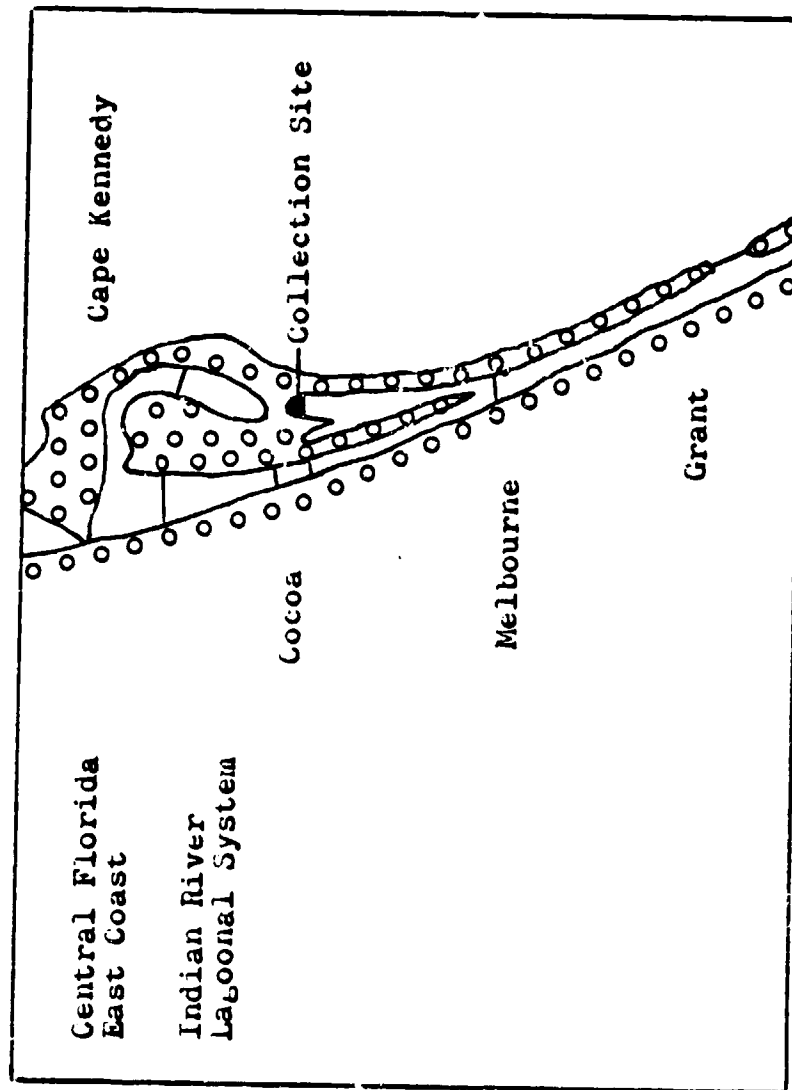 Central Florida
East Coast
Indian River
Lagoonal System
Cape Kennedy
Collection Site
Cocoa
Melbourne
Grant